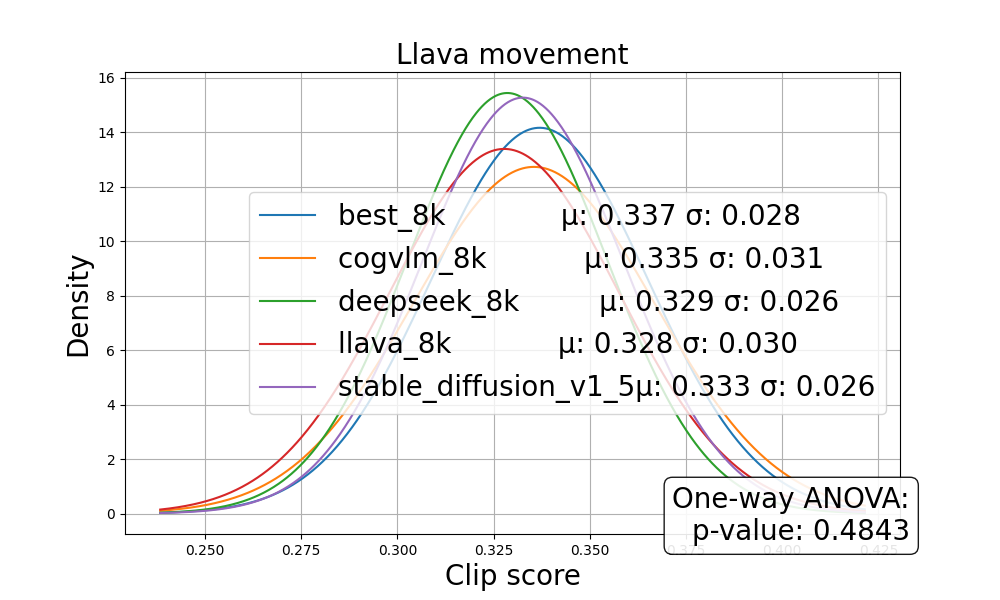 Llava movement
16
14
12
10
8
6
4
2
0
Density
best_8k μ: 0.337 σ: 0.028
cogvlm_8k μ: 0.335 σ: 0.031
deepseek_8k μ: 0.329 σ: 0.026
llava_8k μ: 0.328 σ: 0.030
stable_diffusion_v1_5μ: 0.333 σ: 0.026
One-way ANOVA:
p-value: 0.4843
0.250 0.275 0.300 0.325 0.350 0.375 0.400 0.425
Clip score